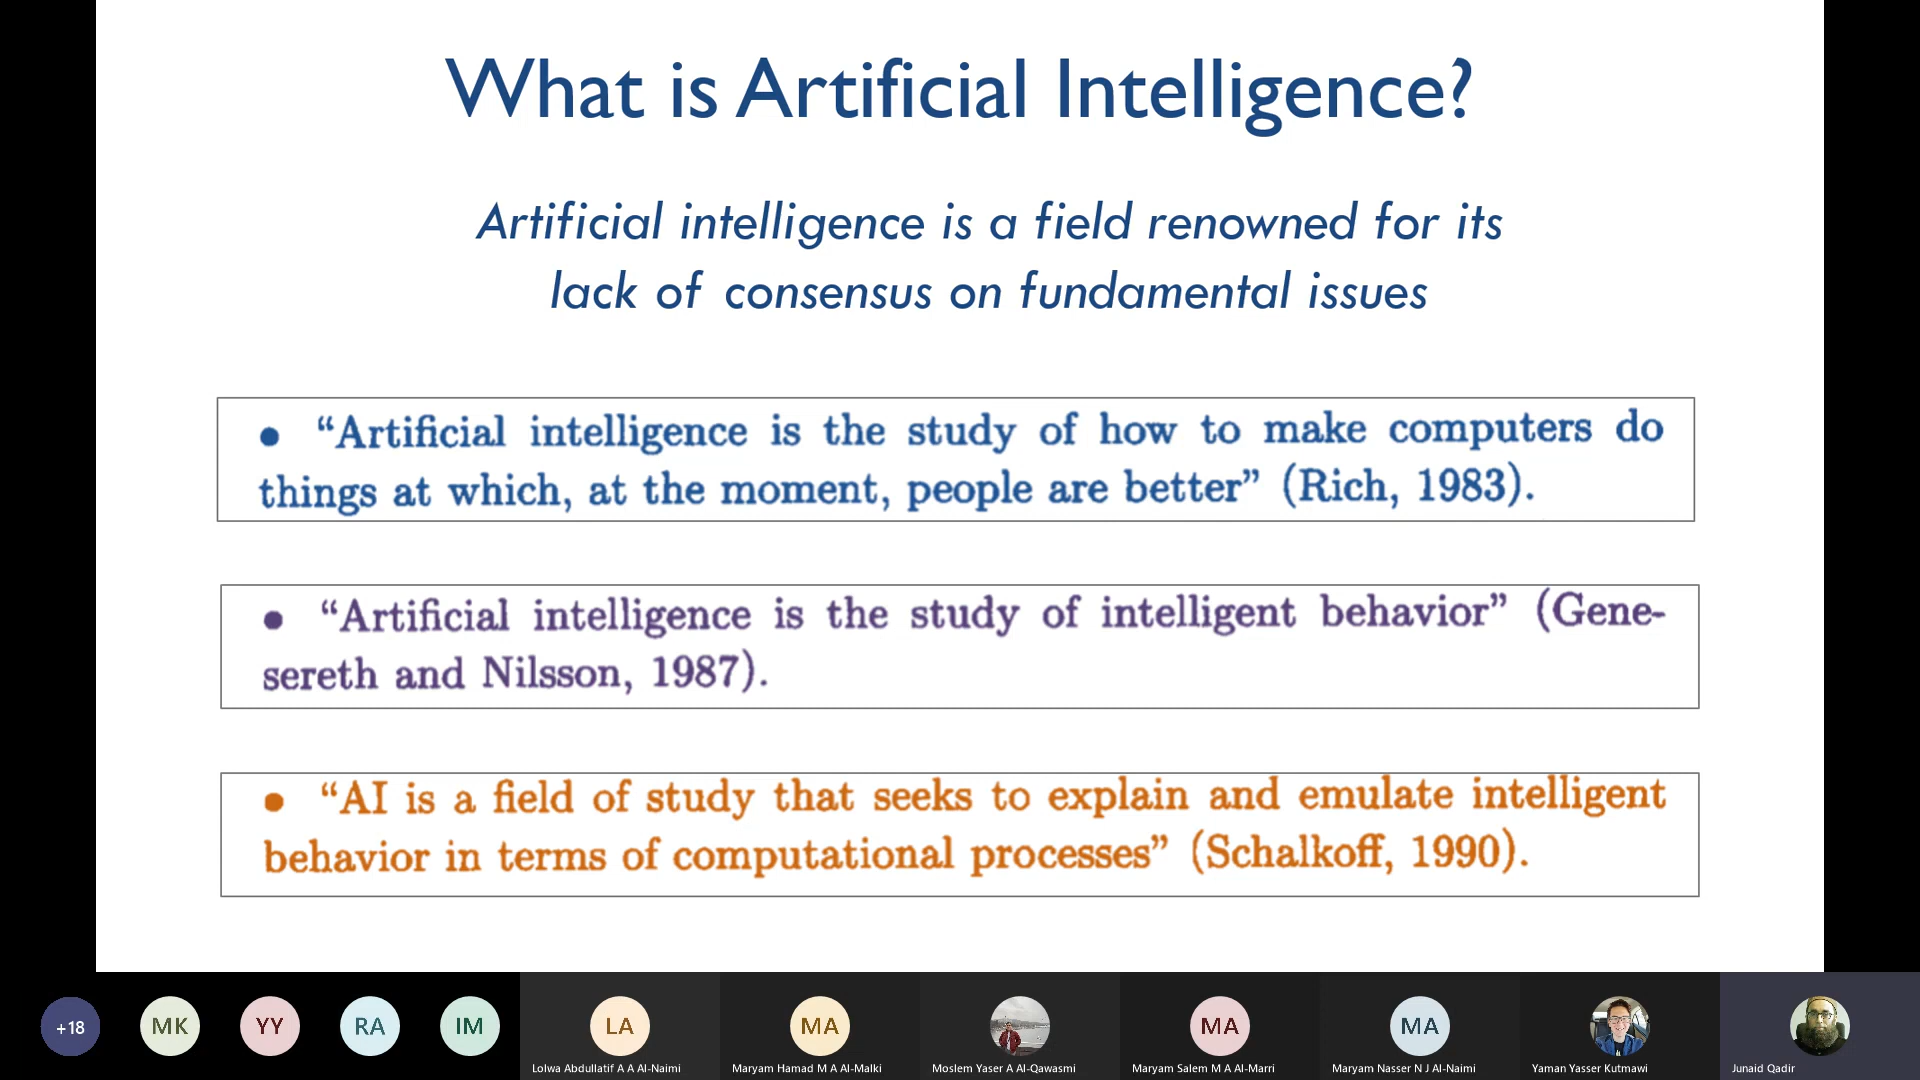 What is Artificial Intelligence?
Artificial intelligence is a field renowned for its
lack of consensus on fundamental issues
● “Artificial intelligence is the study of how to make computers do
things at which, at the moment, people are better” (Rich, 1983).
● “Artificial intelligence is the study of intelligent behavior” (Gene-
sereth and Nilsson, 1987).
● “AI is a field of study that seeks to explain and emulate intelligent
behavior in terms of computational processes” (Schalkoff, 1990).
+18
MK
YY
RA
IM
LA
MA
MA
MA
Lolwa Abdullatif A A Al-Naimi
Maryam Hamad M A Al-Malki
Moslem Yaser A Al-Qawasmi
Maryam Salem M A Al-Marri
Maryam Nasser N J Al-Naimi
Yaman Yasser Kutmawi
Junaid Qadir